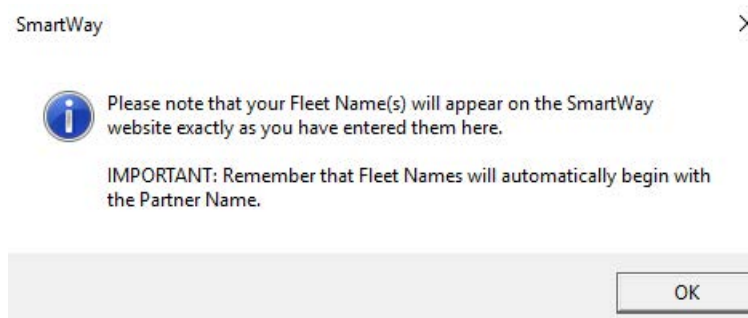 SmartWay
Please note that your Fleet Name(s) will appear on the SmartWay
website exactly as you have entered them here.
IMPORTANT: Remember that Fleet Names will automatically begin with
the Partner Name.
OK